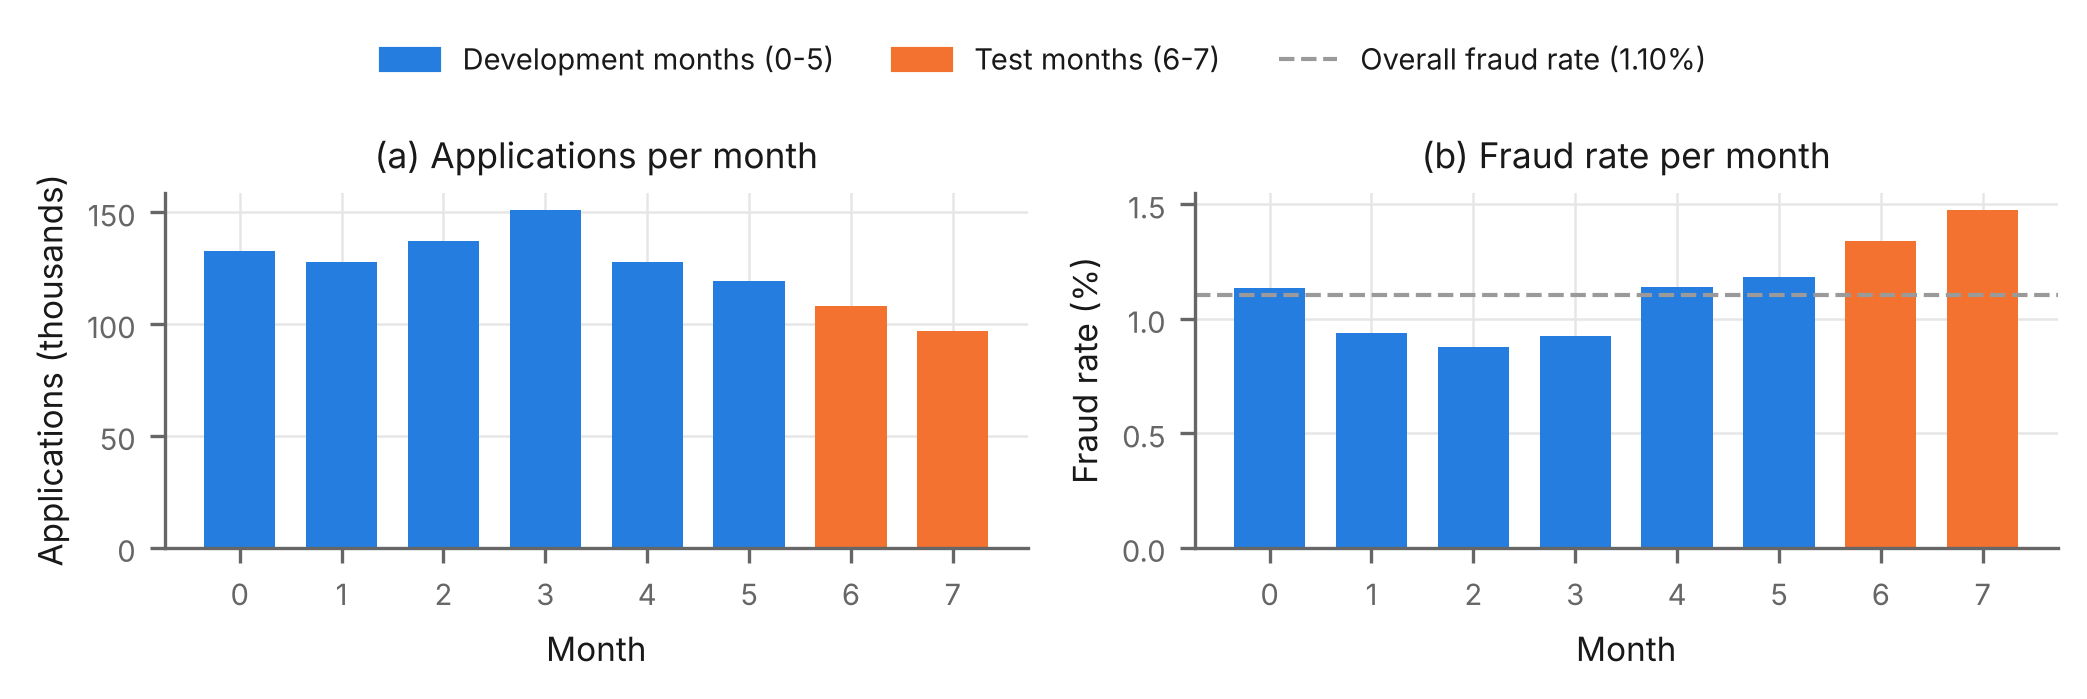 Development months (0-5)
Test months (6-7)
Overall fraud rate (1.10%)
(a) Applications per month
Applications (thousands)
150
100
50
0
0 1 2 3 4 5 6 7
Month
(b) Fraud rate per month
Fraud rate (%)
1.5
1.0
0.5
0.0
0 1 2 3 4 5 6 7
Month